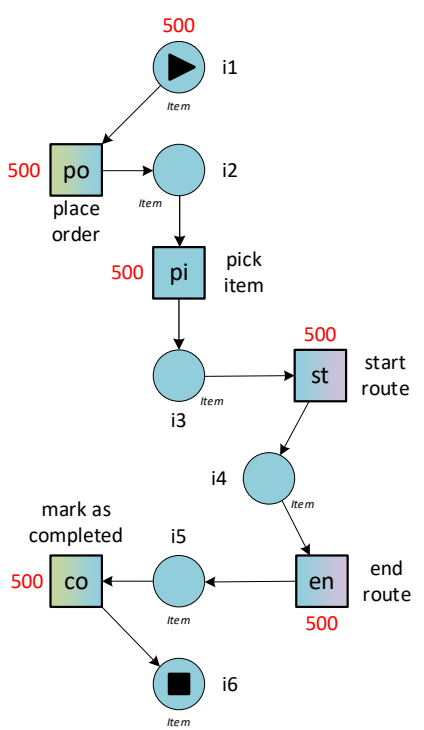 500
i1
Item
500
po
i2
place
order
Item
500
pi
pick
item
500
st
start
route
Item
i3
i4
Item
mark as
completed
i5
500
co
en
end
route
Item
500
i6
Item